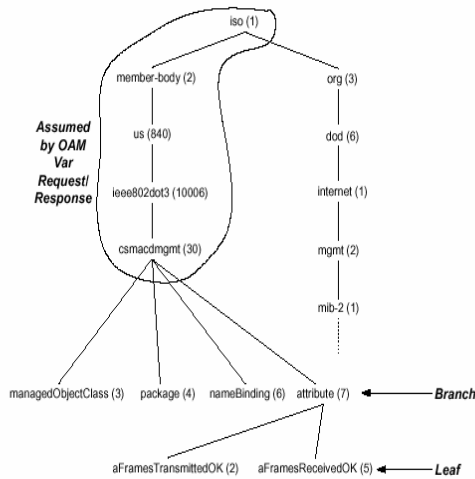 iso (1)
member-body (2)
org (3)
Assumed
by OAM
Var
Request/
Response
us (840)
dod (6)
ieee802dot3 (10006)
internet (1)
csmacdmgmt (30)
mgmt (2)
mib-2 (1)
managedObjectClass (3)
package (4)
nameBinding (6)
attribute (7)
Branch
aFramesTransmittedOK (2)
aFramesReceivedOK (5)
Leaf